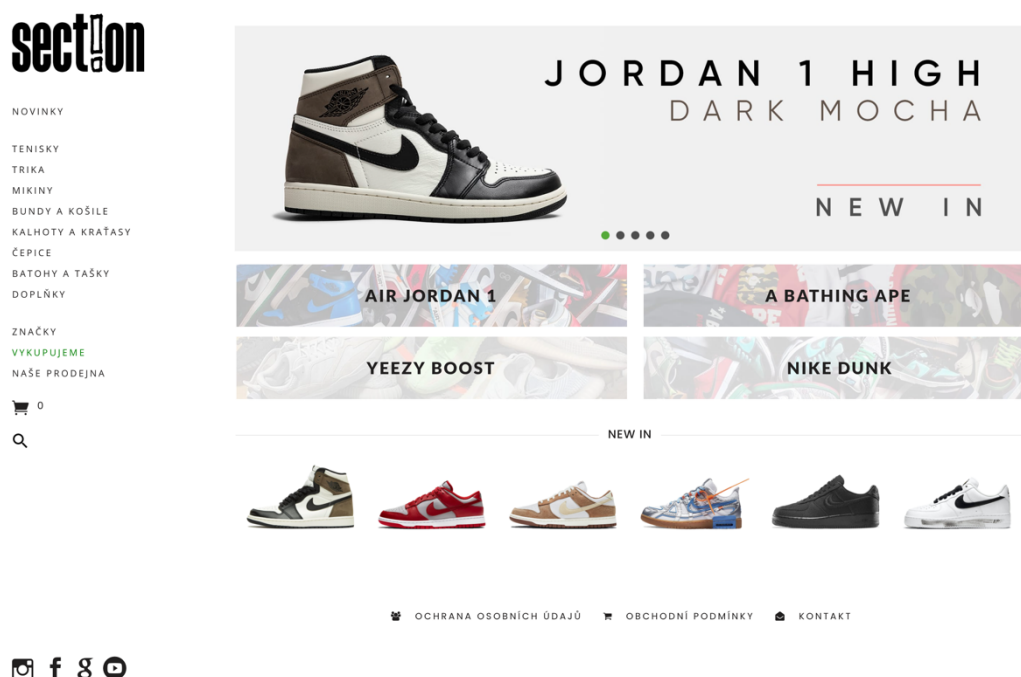 sect!on
NOVINKY
TENISKY
TRIKA
MIKINY
BUNDY A KOŠILE
KALHOTY A KRAŤASY
ČEPICE
BATOHY A TAŠKY
DOPLŇKY
ZNAČKY
VYKUPUJEME
NAŠE PRODEJNA
0
JORDAN 1 HIGH
DARK MOCHA
NEW IN
AIR JORDAN 1
A BATHING APE
YEEZY BOOST
NIKE DUNK
NEW IN
OCHRANA OSOBNÍCH ÚDAJŮ
OBCHODNÍ PODMÍNKY
KONTAKT